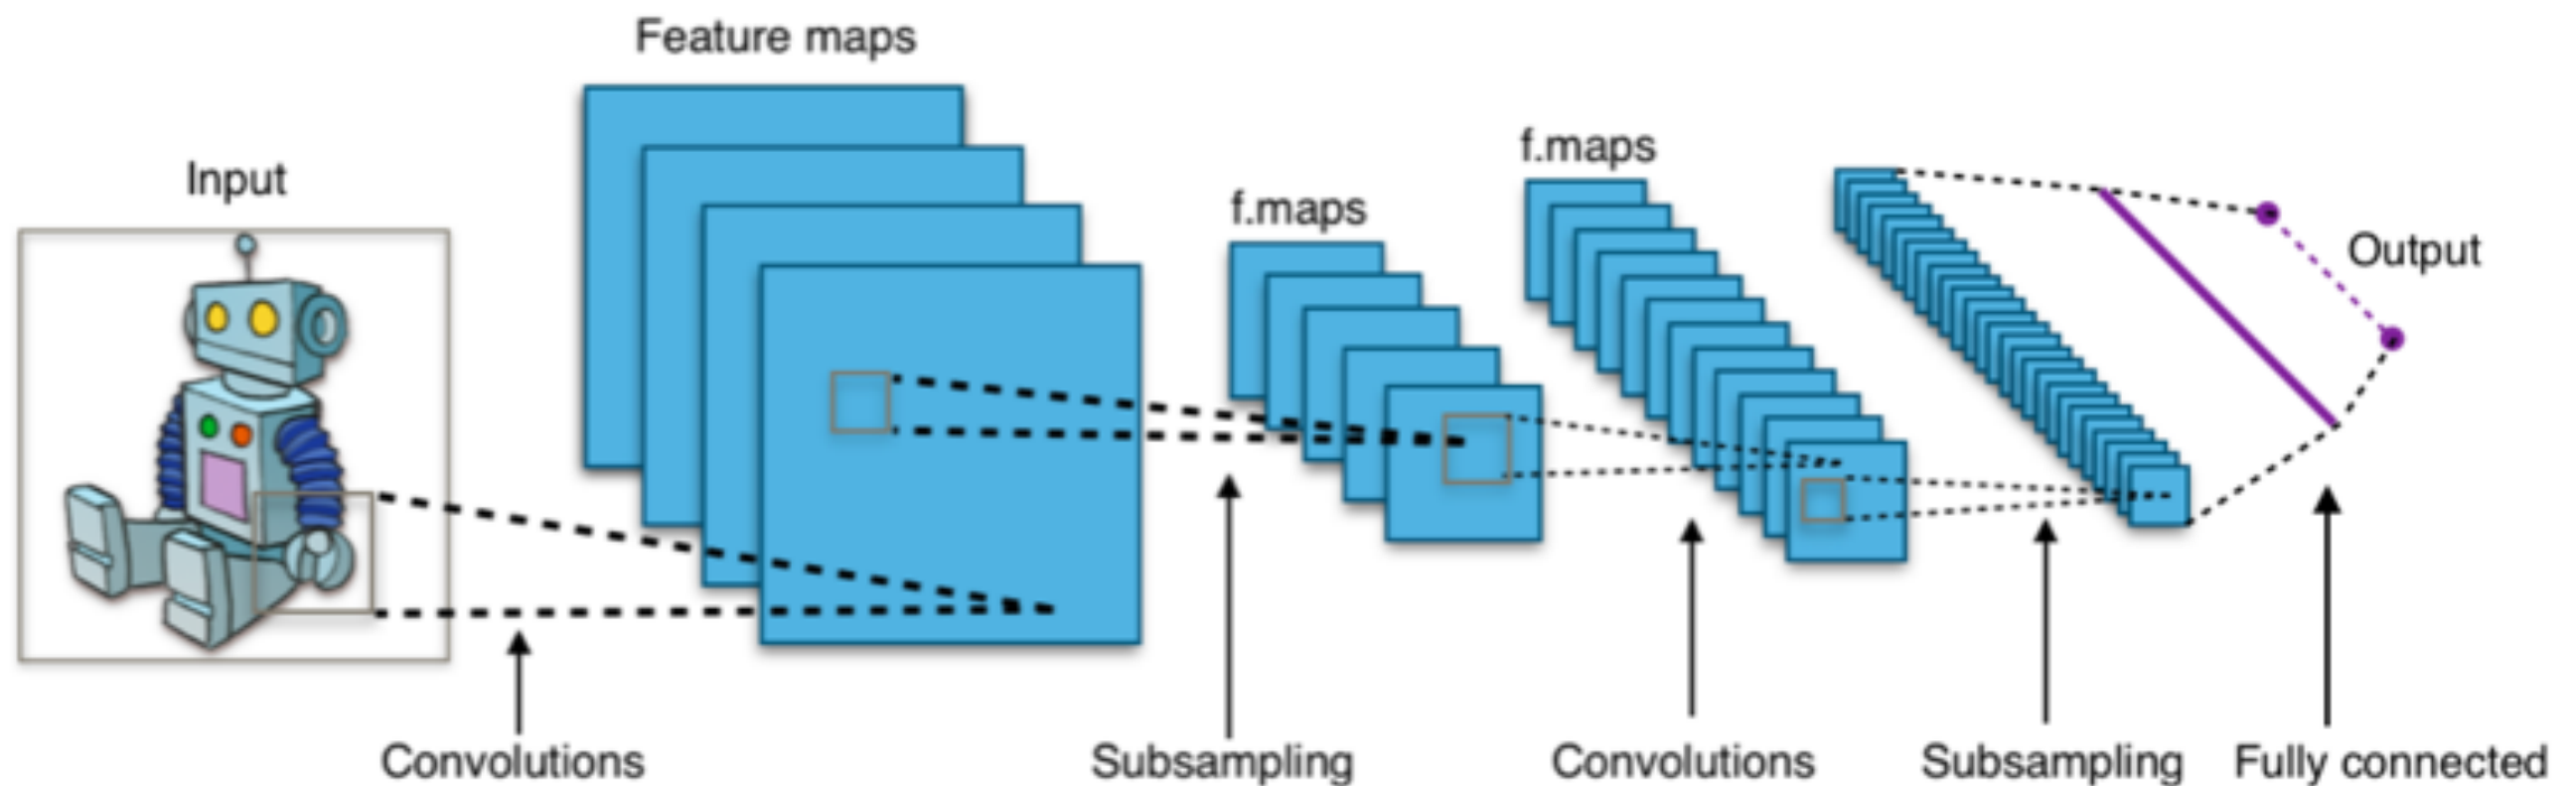 Feature maps
Input
f.maps
f.maps
Output
Convolutions
Subsampling
Convolutions
Subsampling
Fully connected